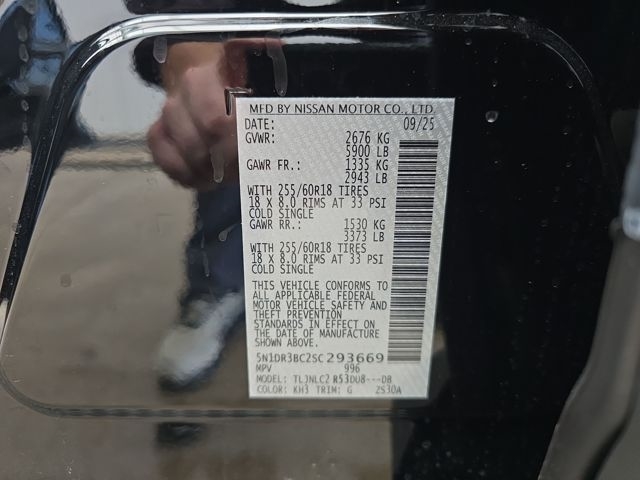 MFD BY NISSAN MOTOR CO., LTD.
DATE: 09/25
GVWR: 2676 KG
5900 LB
GAWR FR.: 1335 KG
2943 LB
WITH 255/60R18 TIRES
18 X 8.0 RIMS AT 33 PSI
COLD SINGLE
GAWR RR.: 1530 KG
3373 LB
WITH 255/60R18 TIRES
18 X 8.0 RIMS AT 33 PSI
COLD SINGLE
THIS VEHICLE CONFORMS TO
ALL APPLICABLE FEDERAL
MOTOR VEHICLE SAFETY AND
THEFT PREVENTION
STANDARDS IN EFFECT ON
THE DATE OF MANUFACTURE
SHOWN ABOVE.
5N1DR3BC2SC293669
MPV 996
MODEL: TLJNLC2 R53DU8---DB
COLOR: KH3 TRIM: G 2S30A